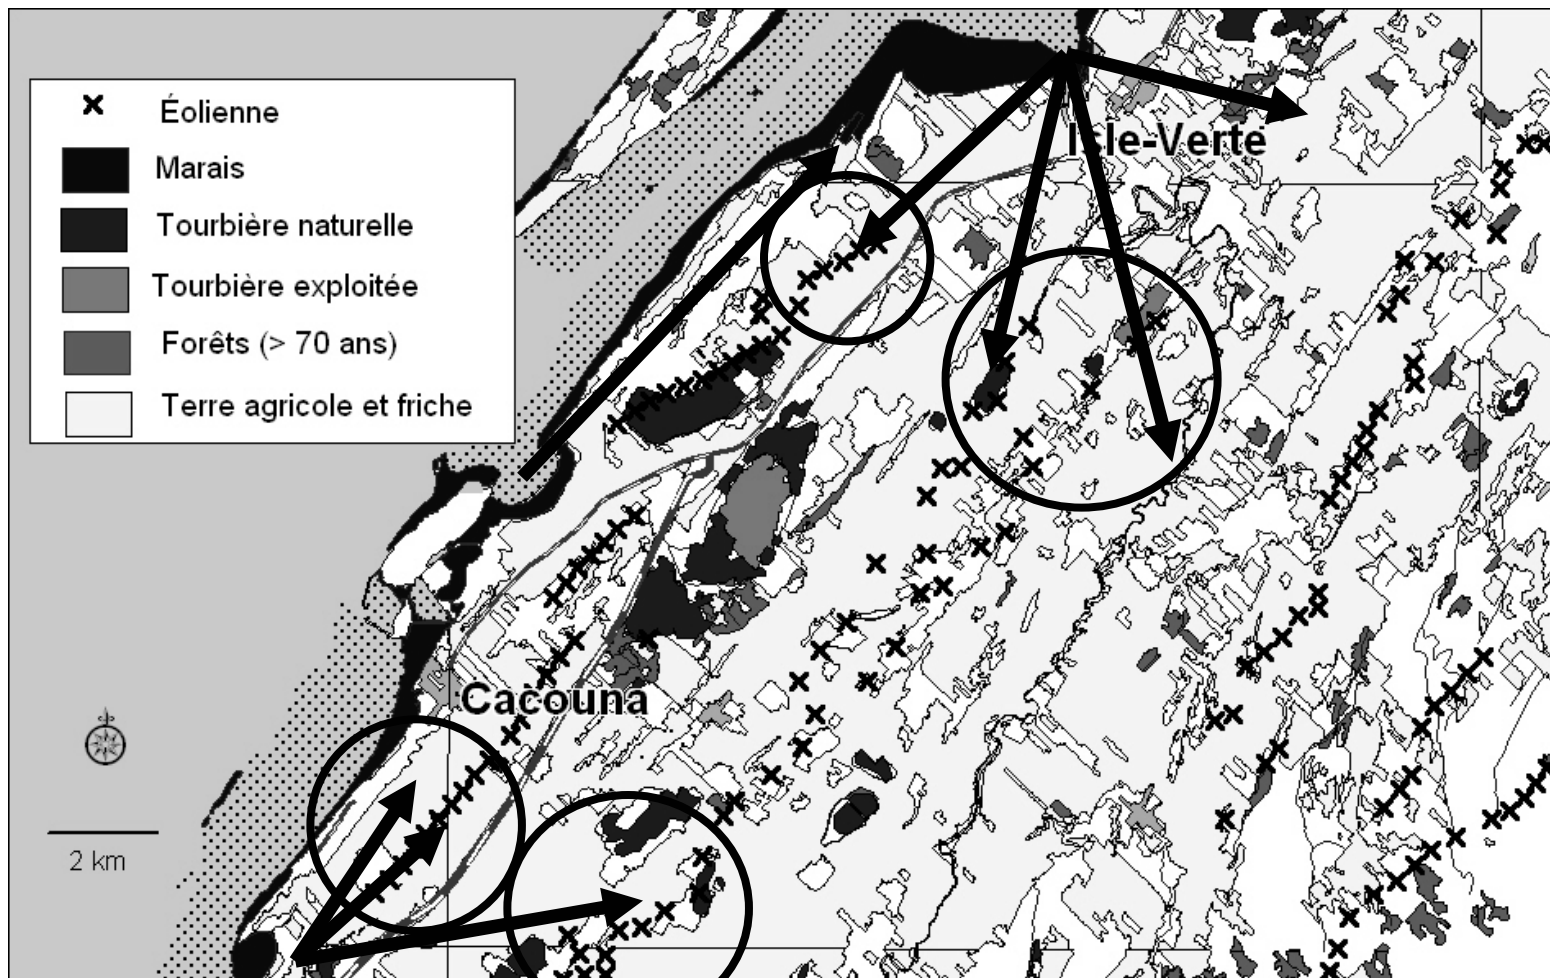 Éolienne
Marais
Tourbière naturelle
Tourbière exploitée
Forêts (> 70 ans)
Terre agricole et friche
Isle-Verte
Cacouna
2 km